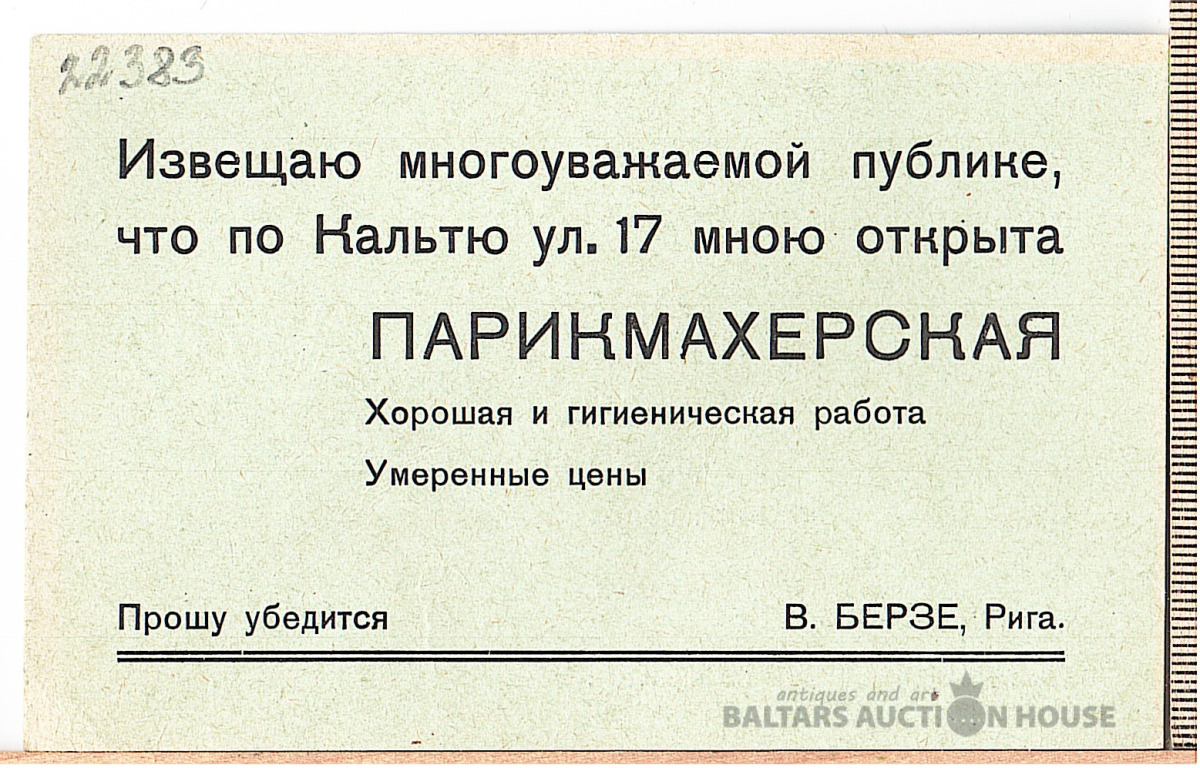 22383
Извещаю многоуважаемой публике,
что по Кальтю ул. 17 мною открыта
ПАРИКМАХЕРСКАЯ
Хорошая и гигиеническая работа
Умеренные цены
Прошу убедится В. БЕРЗЕ, Рига.
antiques and art
BALTARS AUCTION HOUSE